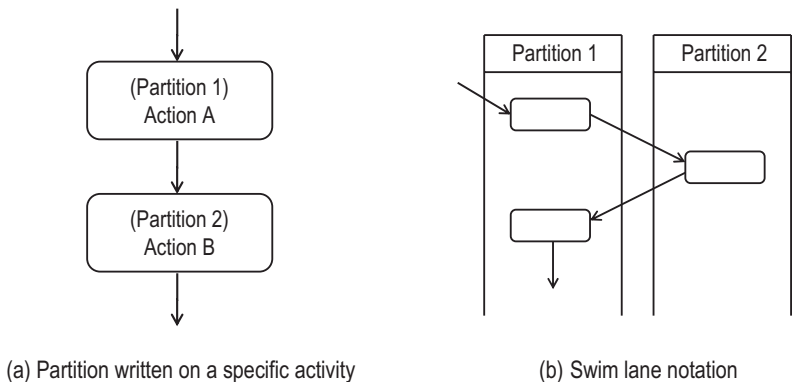 (Partition 1)
Action A
(Partition 2)
Action B
(a) Partition written on a specific activity
Partition 1
Partition 2
(b) Swim lane notation